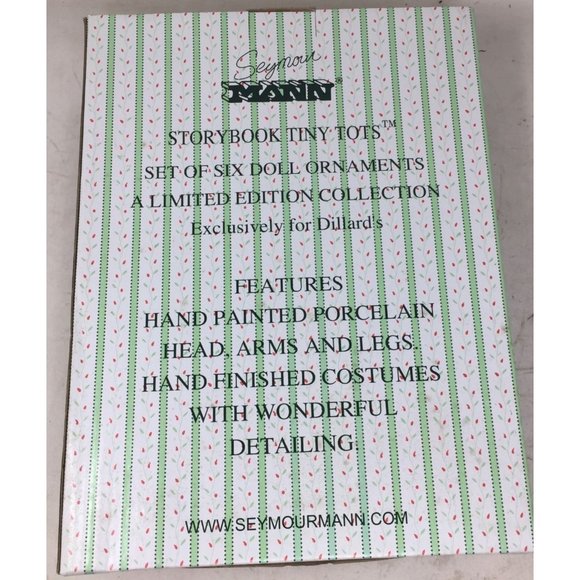 Seymour
MANN®
STORYBOOK TINY TOTS™
SET OF SIX DOLL ORNAMENTS
A LIMITED EDITION COLLECTION
Exclusively for Dillard's
FEATURES
HAND PAINTED PORCELAIN
HEAD, ARMS AND LEGS.
HAND FINISHED COSTUMES
WITH WONDERFUL
DETAILING.
WWW.SEYMOURMANN.COM